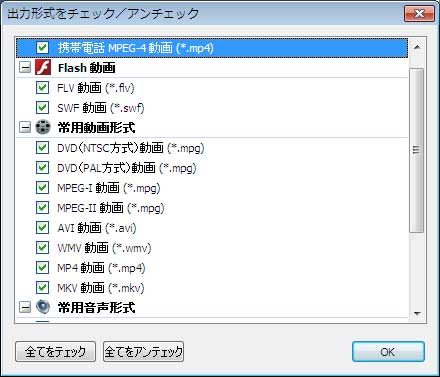 出力形式をチェック／アンチェック
携帯電話 MPEG-4 動画 (*.mp4)
Flash 動画
FLV 動画 (*.flv)
SWF 動画 (*.swf)
常用動画形式
DVD(NTSC方式)動画 (*.mpg)
DVD(PAL方式)動画 (*.mpg)
MPEG-I 動画 (*.mpg)
MPEG-II 動画 (*.mpg)
AVI 動画 (*.avi)
WMV 動画 (*.wmv)
MP4 動画 (*.mp4)
MKV 動画 (*.mkv)
常用音声形式
全てをチェック 全てをアンチェック OK